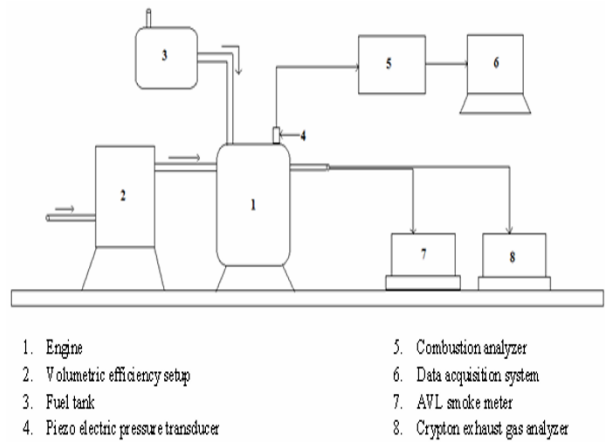 3
5
6
4
2
1
7
8
1. Engine
2. Volumetric efficiency setup
3. Fuel tank
4. Piezo electric pressure transducer
5. Combustion analyzer
6. Data acquisition system
7. AVL smoke meter
8. Crypton exhaust gas analyzer